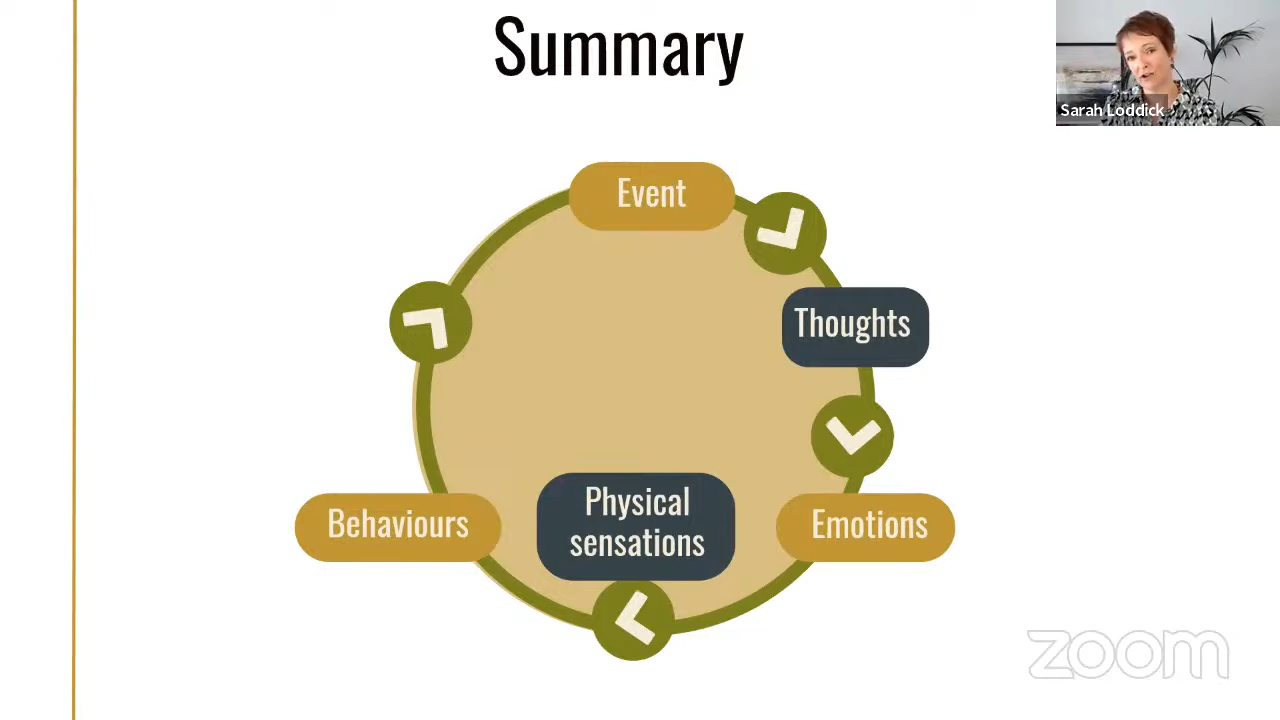 Summary
Sarah Loddick
Event
Thoughts
Physical
sensations
Behaviours
Emotions
zoom